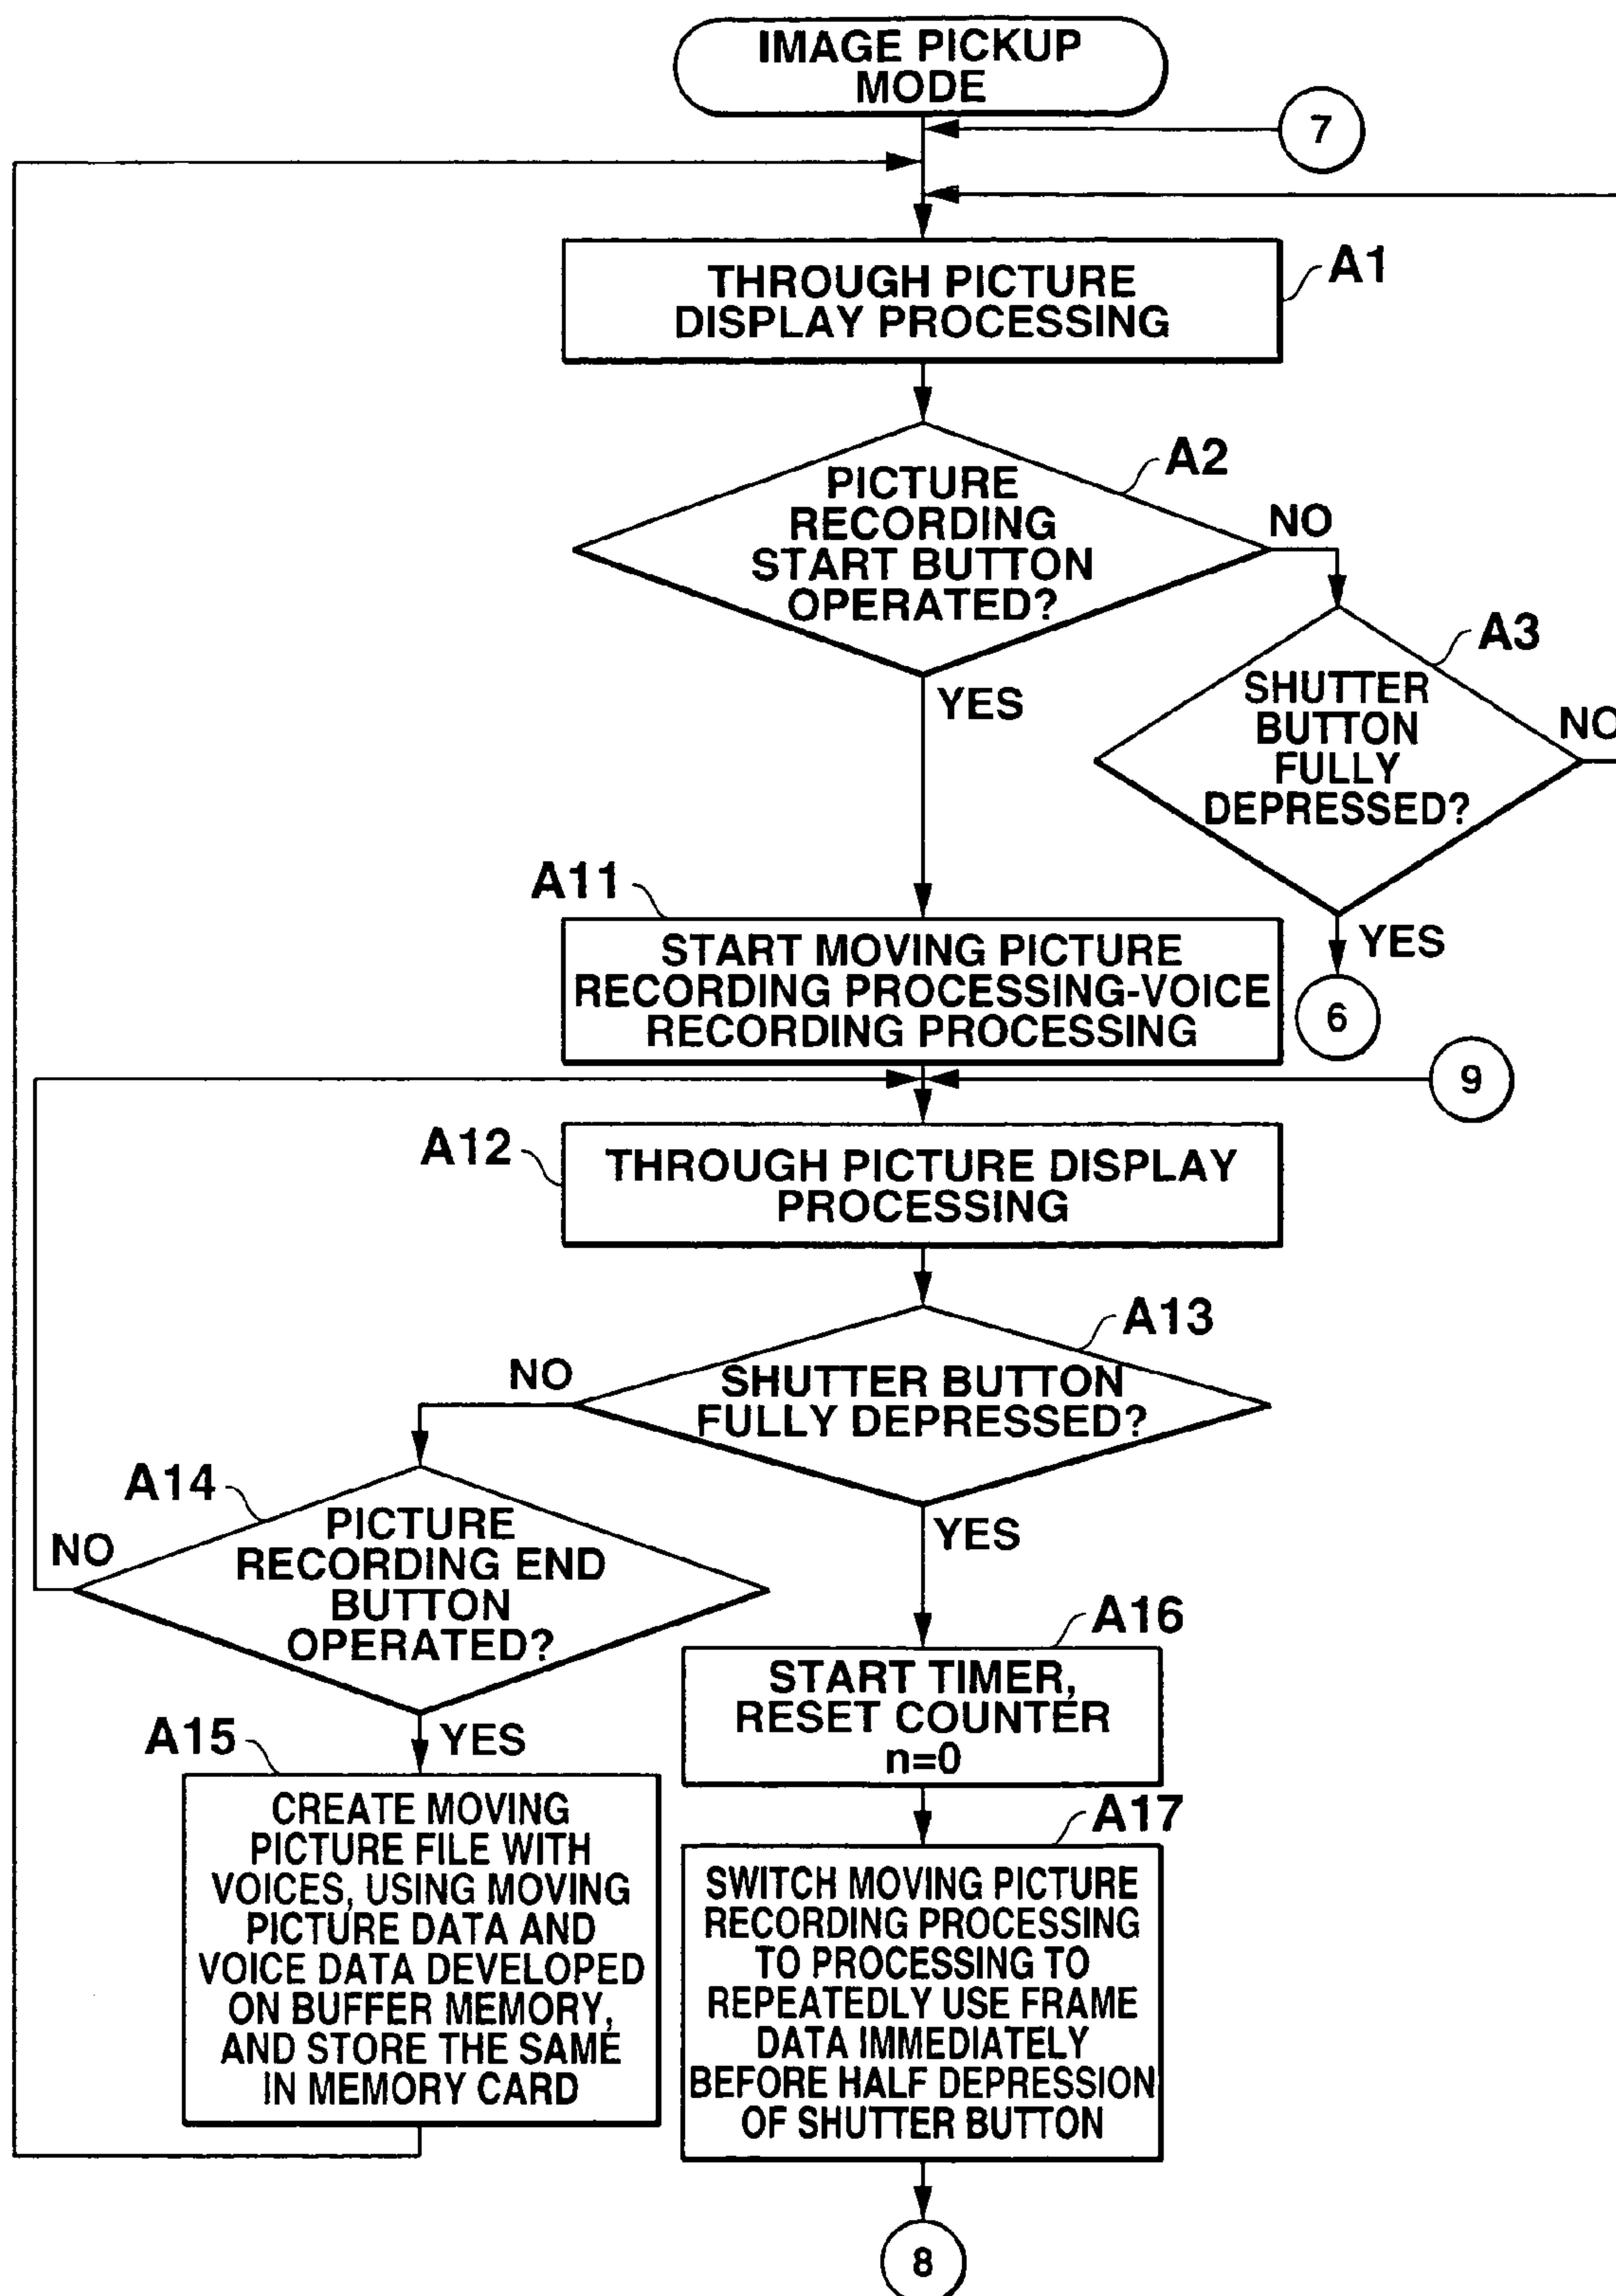 IMAGE PICKUP
MODE
7
A1
THROUGH PICTURE
DISPLAY PROCESSING
A2
PICTURE
RECORDING
START BUTTON
OPERATED?
NO
YES
A3
SHUTTER
BUTTON
FULLY
DEPRESSED?
NO
YES
6
A11
START MOVING PICTURE
RECORDING PROCESSING-VOICE
RECORDING PROCESSING
9
A12
THROUGH PICTURE DISPLAY
PROCESSING
A13
SHUTTER BUTTON
FULLY DEPRESSED?
NO
YES
A14
PICTURE
RECORDING END
BUTTON
OPERATED?
NO
YES
A15
CREATE MOVING
PICTURE FILE WITH
VOICES, USING MOVING
PICTURE DATA AND
VOICE DATA DEVELOPED
ON BUFFER MEMORY,
AND STORE THE SAME
IN MEMORY CARD
A16
START TIMER,
RESET COUNTER
n=0
A17
SWITCH MOVING PICTURE
RECORDING PROCESSING
TO PROCESSING TO
REPEATEDLY USE FRAME
DATA IMMEDIATELY
BEFORE HALF DEPRESSION
OF SHUTTER BUTTON
8